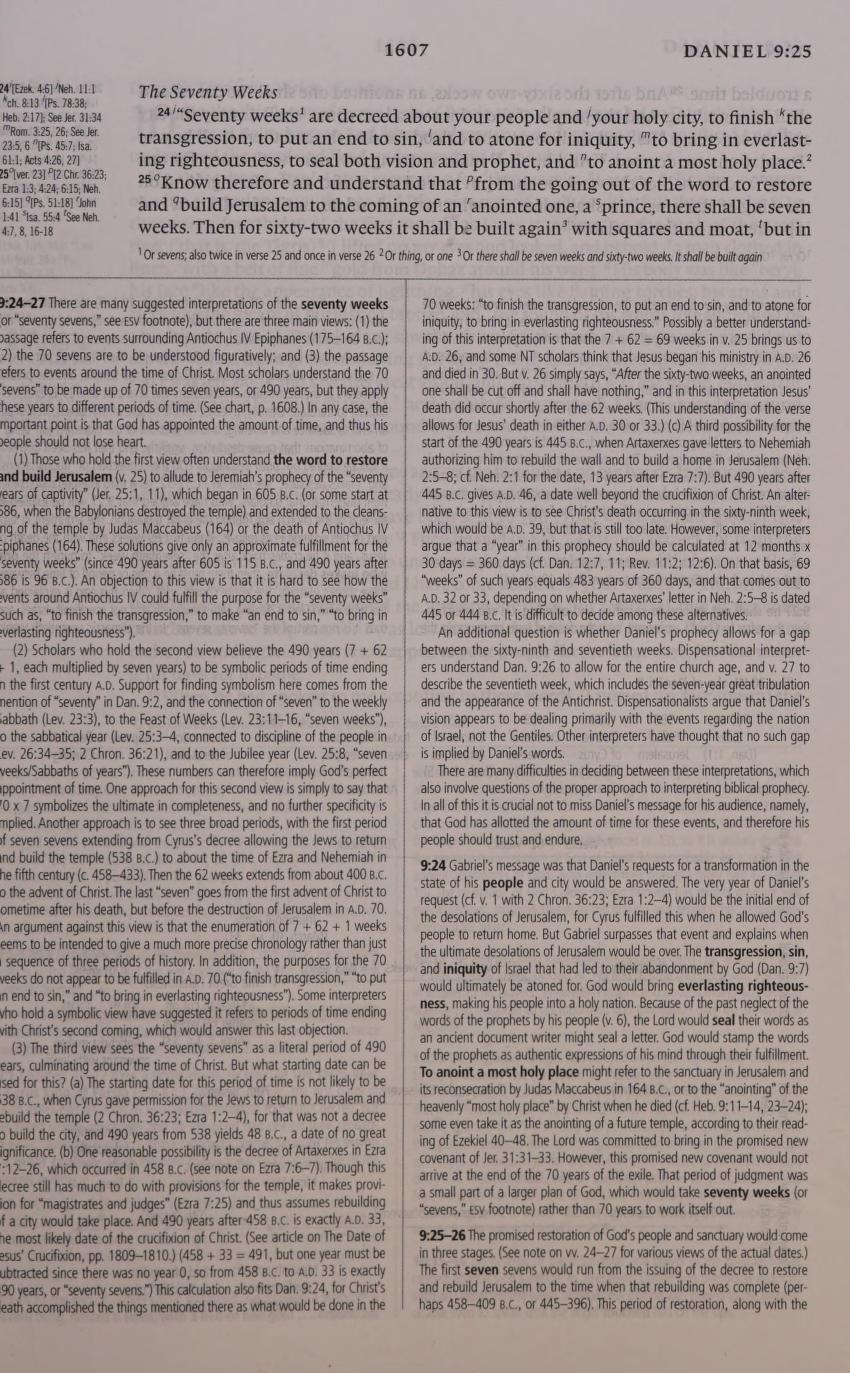 1607
DANIEL 9:25
24 i[Ezek. 4:6] jNeh. 11:1
kch. 8:13 l[Ps. 78:38;
Heb. 2:17]; See Jer. 31:34
mRom. 3:25, 26; See Jer.
23:5, 6 n[Ps. 45:7; Isa.
61:1; Acts 4:26, 27]
25 o[ver. 23] p[2 Chr. 36:23;
Ezra 1:3; 4:24; 6:15; Neh.
6:15] q[Ps. 51:18] rJohn
1:41 sIsa. 55:4 tSee Neh.
4:7, 8, 16-18
The Seventy Weeks
24 i“Seventy weeks1 are decreed about your people and jyour holy city, to finish kthe
transgression, to put an end to sin, land to atone for iniquity, mto bring in everlast-
ing righteousness, to seal both vision and prophet, and nto anoint a most holy place.2
25 oKnow therefore and understand that pfrom the going out of the word to restore
and qbuild Jerusalem to the coming of an ranointed one, a sprince, there shall be seven
weeks. Then for sixty-two weeks it shall be built again3 with squares and moat, tbut in
1 Or sevens; also twice in verse 25 and once in verse 26 2 Or thing, or one 3 Or there shall be seven weeks and sixty-two weeks. It shall be built again
9:24–27 There are many suggested interpretations of the seventy weeks
or “seventy sevens,” see ESV footnote), but there are three main views: (1) the
passage refers to events surrounding Antiochus IV Epiphanes (175–164 B.C.);
2) the 70 sevens are to be understood figuratively; and (3) the passage
efers to events around the time of Christ. Most scholars understand the 70
“sevens” to be made up of 70 times seven years, or 490 years, but they apply
hese years to different periods of time. (See chart, p. 1608.) In any case, the
mportant point is that God has appointed the amount of time, and thus his
people should not lose heart.
(1) Those who hold the first view often understand the word to restore
and build Jerusalem (v. 25) to allude to Jeremiah’s prophecy of the “seventy
ears of captivity” (Jer. 25:1, 11), which began in 605 B.C. (or some start at
586, when the Babylonians destroyed the temple) and extended to the cleans-
ng of the temple by Judas Maccabeus (164) or the death of Antiochus IV
Epiphanes (164). These solutions give only an approximate fulfillment for the
“seventy weeks” (since 490 years after 605 is 115 B.C., and 490 years after
586 is 96 B.C.). An objection to this view is that it is hard to see how the
events around Antiochus IV could fulfill the purpose for the “seventy weeks”
such as, “to finish the transgression,” to make “an end to sin,” “to bring in
everlasting righteousness”).
(2) Scholars who hold the second view believe the 490 years (7 + 62
+ 1, each multiplied by seven years) to be symbolic periods of time ending
n the first century A.D. Support for finding symbolism here comes from the
mention of “seventy” in Dan. 9:2, and the connection of “seven” to the weekly
Sabbath (Lev. 23:3), to the Feast of Weeks (Lev. 23:11–16, “seven weeks”),
o the sabbatical year (Lev. 25:3–4, connected to discipline of the people in
ev. 26:34–35; 2 Chron. 36:21), and to the Jubilee year (Lev. 25:8, “seven
weeks/Sabbaths of years”). These numbers can therefore imply God’s perfect
appointment of time. One approach for this second view is simply to say that
70 x 7 symbolizes the ultimate in completeness, and no further specificity is
mplied. Another approach is to see three broad periods, with the first period
of seven sevens extending from Cyrus’s decree allowing the Jews to return
and build the temple (538 B.C.) to about the time of Ezra and Nehemiah in
he fifth century (c. 458–433). Then the 62 weeks extends from about 400 B.C.
o the advent of Christ. The last “seven” goes from the first advent of Christ to
ometime after his death, but before the destruction of Jerusalem in A.D. 70.
An argument against this view is that the enumeration of 7 + 62 + 1 weeks
eems to be intended to give a much more precise chronology rather than just
a sequence of three periods of history. In addition, the purposes for the 70
weeks do not appear to be fulfilled in A.D. 70 (“to finish transgression,” “to put
an end to sin,” and “to bring in everlasting righteousness”). Some interpreters
who hold a symbolic view have suggested it refers to periods of time ending
with Christ’s second coming, which would answer this last objection.
(3) The third view sees the “seventy sevens” as a literal period of 490
ears, culminating around the time of Christ. But what starting date can be
used for this? (a) The starting date for this period of time is not likely to be
538 B.C., when Cyrus gave permission for the Jews to return to Jerusalem and
ebuild the temple (2 Chron. 36:23; Ezra 1:2–4), for that was not a decree
o build the city, and 490 years from 538 yields 48 B.C., a date of no great
ignificance. (b) One reasonable possibility is the decree of Artaxerxes in Ezra
7:12–26, which occurred in 458 B.C. (see note on Ezra 7:6–7). Though this
decree still has much to do with provisions for the temple, it makes provi-
ion for “magistrates and judges” (Ezra 7:25) and thus assumes rebuilding
of a city would take place. And 490 years after 458 B.C. is exactly A.D. 33,
he most likely date of the crucifixion of Christ. (See article on The Date of
esus’ Crucifixion, pp. 1809–1810.) (458 + 33 = 491, but one year must be
ubtracted since there was no year 0, so from 458 B.C. to A.D. 33 is exactly
90 years, or “seventy sevens.”) This calculation also fits Dan. 9:24, for Christ’s
eath accomplished the things mentioned there as what would be done in the
70 weeks: “to finish the transgression, to put an end to sin, and to atone for
iniquity, to bring in everlasting righteousness.” Possibly a better understand-
ing of this interpretation is that the 7 + 62 = 69 weeks in v. 25 brings us to
A.D. 26, and some NT scholars think that Jesus began his ministry in A.D. 26
and died in 30. But v. 26 simply says, “After the sixty-two weeks, an anointed
one shall be cut off and shall have nothing,” and in this interpretation Jesus’
death did occur shortly after the 62 weeks. (This understanding of the verse
allows for Jesus’ death in either A.D. 30 or 33.) (c) A third possibility for the
start of the 490 years is 445 B.C., when Artaxerxes gave letters to Nehemiah
authorizing him to rebuild the wall and to build a home in Jerusalem (Neh.
2:5–8; cf. Neh. 2:1 for the date, 13 years after Ezra 7:7). But 490 years after
445 B.C. gives A.D. 46, a date well beyond the crucifixion of Christ. An alter-
native to this view is to see Christ’s death occurring in the sixty-ninth week,
which would be A.D. 39, but that is still too late. However, some interpreters
argue that a “year” in this prophecy should be calculated at 12 months x
30 days = 360 days (cf. Dan. 12:7, 11; Rev. 11:2; 12:6). On that basis, 69
“weeks” of such years equals 483 years of 360 days, and that comes out to
A.D. 32 or 33, depending on whether Artaxerxes’ letter in Neh. 2:5–8 is dated
445 or 444 B.C. It is difficult to decide among these alternatives.
An additional question is whether Daniel’s prophecy allows for a gap
between the sixty-ninth and seventieth weeks. Dispensational interpret-
ers understand Dan. 9:26 to allow for the entire church age, and v. 27 to
describe the seventieth week, which includes the seven-year great tribulation
and the appearance of the Antichrist. Dispensationalists argue that Daniel’s
vision appears to be dealing primarily with the events regarding the nation
of Israel, not the Gentiles. Other interpreters have thought that no such gap
is implied by Daniel’s words.
There are many difficulties in deciding between these interpretations, which
also involve questions of the proper approach to interpreting biblical prophecy.
In all of this it is crucial not to miss Daniel’s message for his audience, namely,
that God has allotted the amount of time for these events, and therefore his
people should trust and endure.
9:24 Gabriel’s message was that Daniel’s requests for a transformation in the
state of his people and city would be answered. The very year of Daniel’s
request (cf. v. 1 with 2 Chron. 36:23; Ezra 1:2–4) would be the initial end of
the desolations of Jerusalem, for Cyrus fulfilled this when he allowed God’s
people to return home. But Gabriel surpasses that event and explains when
the ultimate desolations of Jerusalem would be over. The transgression, sin,
and iniquity of Israel that had led to their abandonment by God (Dan. 9:7)
would ultimately be atoned for. God would bring everlasting righteous-
ness, making his people into a holy nation. Because of the past neglect of the
words of the prophets by his people (v. 6), the Lord would seal their words as
an ancient document writer might seal a letter. God would stamp the words
of the prophets as authentic expressions of his mind through their fulfillment.
To anoint a most holy place might refer to the sanctuary in Jerusalem and
its reconsecration by Judas Maccabeus in 164 B.C., or to the “anointing” of the
heavenly “most holy place” by Christ when he died (cf. Heb. 9:11–14, 23–24);
some even take it as the anointing of a future temple, according to their read-
ing of Ezekiel 40–48. The Lord was committed to bring in the promised new
covenant of Jer. 31:31–33. However, this promised new covenant would not
arrive at the end of the 70 years of the exile. That period of judgment was
a small part of a larger plan of God, which would take seventy weeks (or
“sevens,” ESV footnote) rather than 70 years to work itself out.
9:25–26 The promised restoration of God’s people and sanctuary would come
in three stages. (See note on vv. 24–27 for various views of the actual dates.)
The first seven sevens would run from the issuing of the decree to restore
and rebuild Jerusalem to the time when that rebuilding was complete (per-
haps 458–409 B.C., or 445–396). This period of restoration, along with the